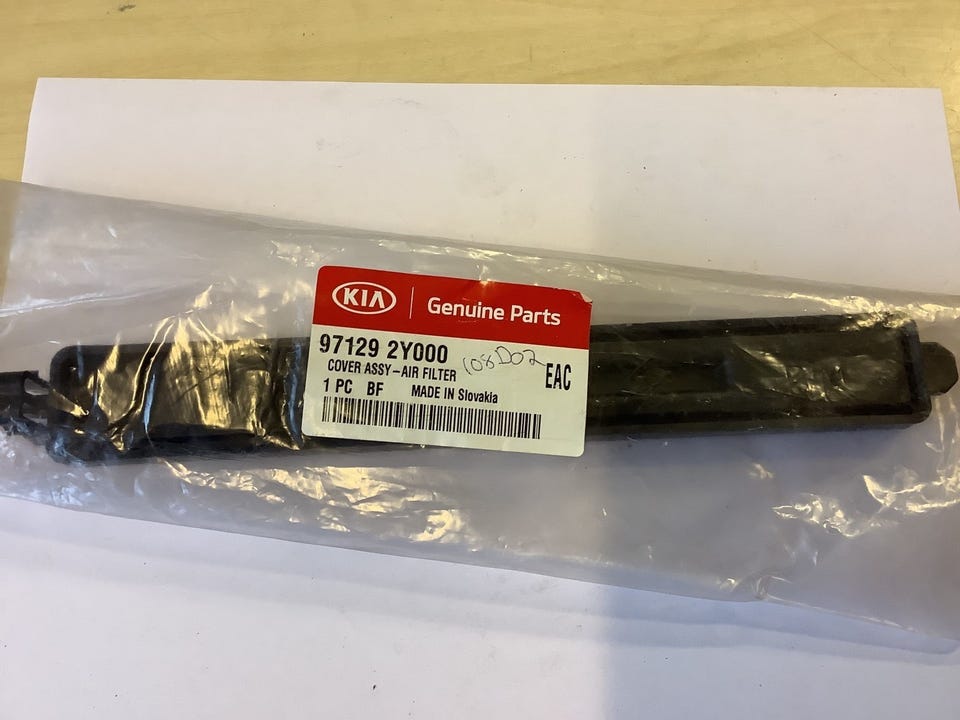 KIA Genuine Parts
97129 2Y000
108D02
COVER ASSY-AIR FILTER
EAC
1 PC BF MADE IN Slovakia